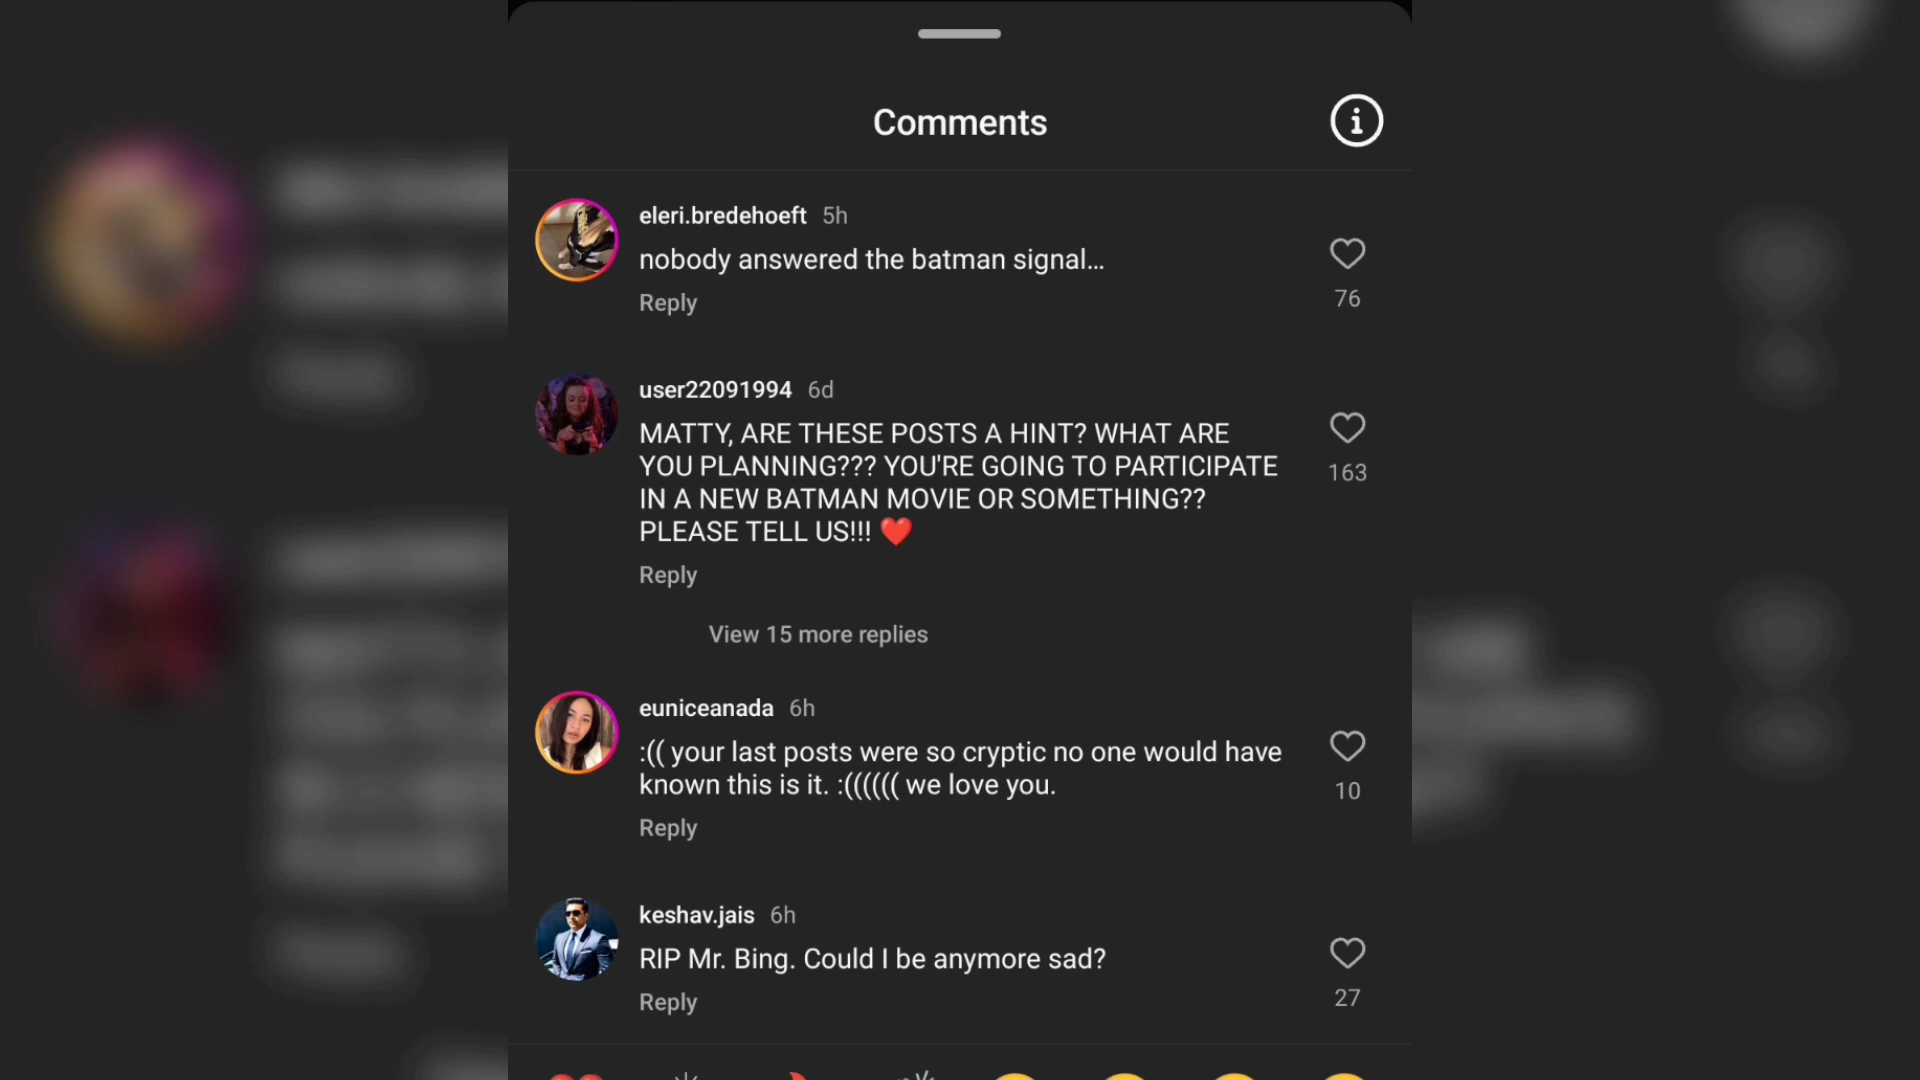 Comments
eleri.bredehoeft 5h
nobody answered the batman signal...
76
Reply
user22091994 6d
MATTY, ARE THESE POSTS A HINT? WHAT ARE
YOU PLANNING??? YOU'RE GOING TO PARTICIPATE
IN A NEW BATMAN MOVIE OR SOMETHING??
PLEASE TELL US!!! ❤️
163
Reply
View 15 more replies
euniceanada 6h
:(( your last posts were so cryptic no one would have
known this is it. :(((((( we love you.
10
Reply
keshav.jais 6h
RIP Mr. Bing. Could I be anymore sad?
27
Reply